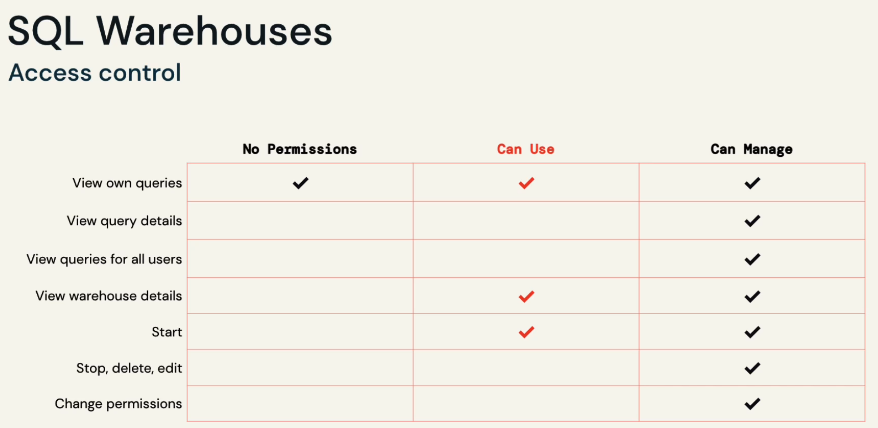 SQL Warehouses
Access control
No Permissions Can Use Can Manage
View own queries ✓ ✓ ✓
View query details ✓
View queries for all users ✓
View warehouse details ✓ ✓
Start ✓ ✓
Stop, delete, edit ✓
Change permissions ✓